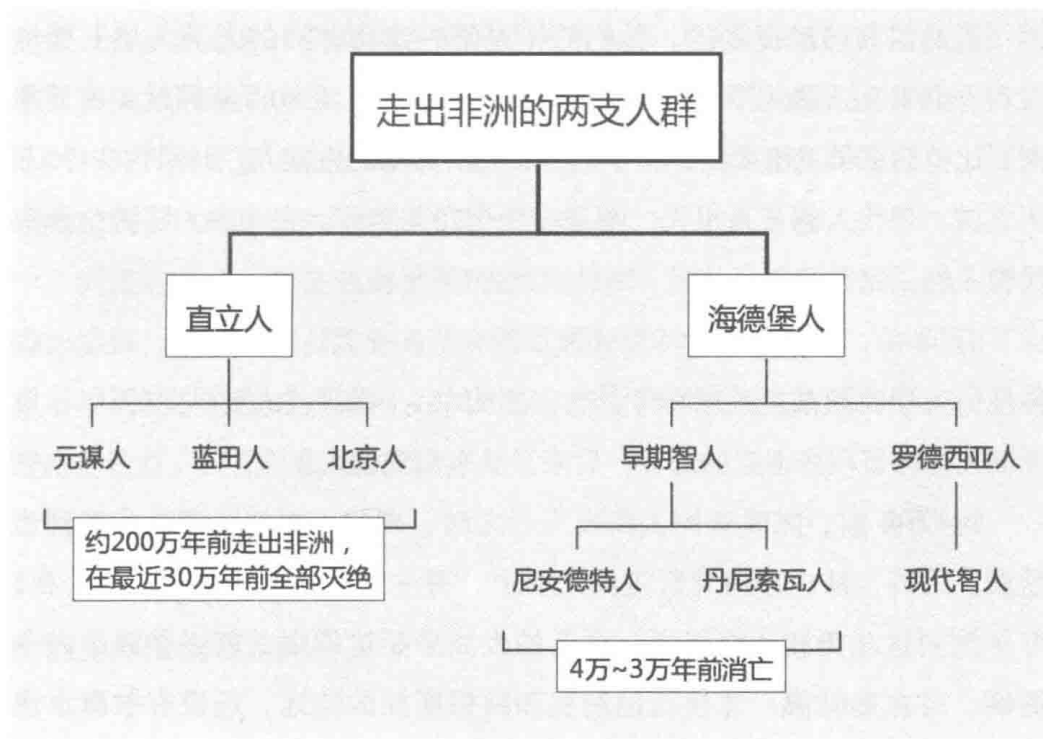 走出非洲的两支人群
直立人
海德堡人
元谋人
蓝田人
北京人
早期智人
罗德西亚人
约200万年前走出非洲，
在最近30万年前全部灭绝
尼安德特人
丹尼索瓦人
现代智人
4万~3万年前消亡